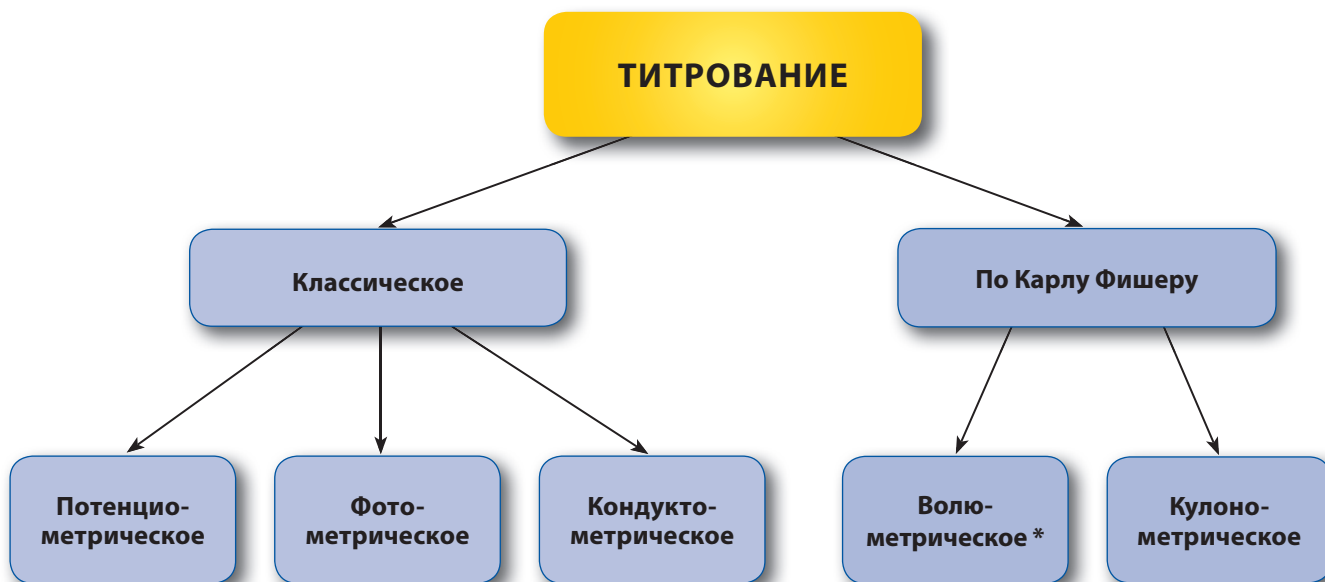 ТИТРОВАНИЕ
Классическое
По Карлу Фишеру
Потенцио-
метрическое
Фото-
метрическое
Кондукто-
метрическое
Волю-
метрическое *
Кулоно-
метрическое